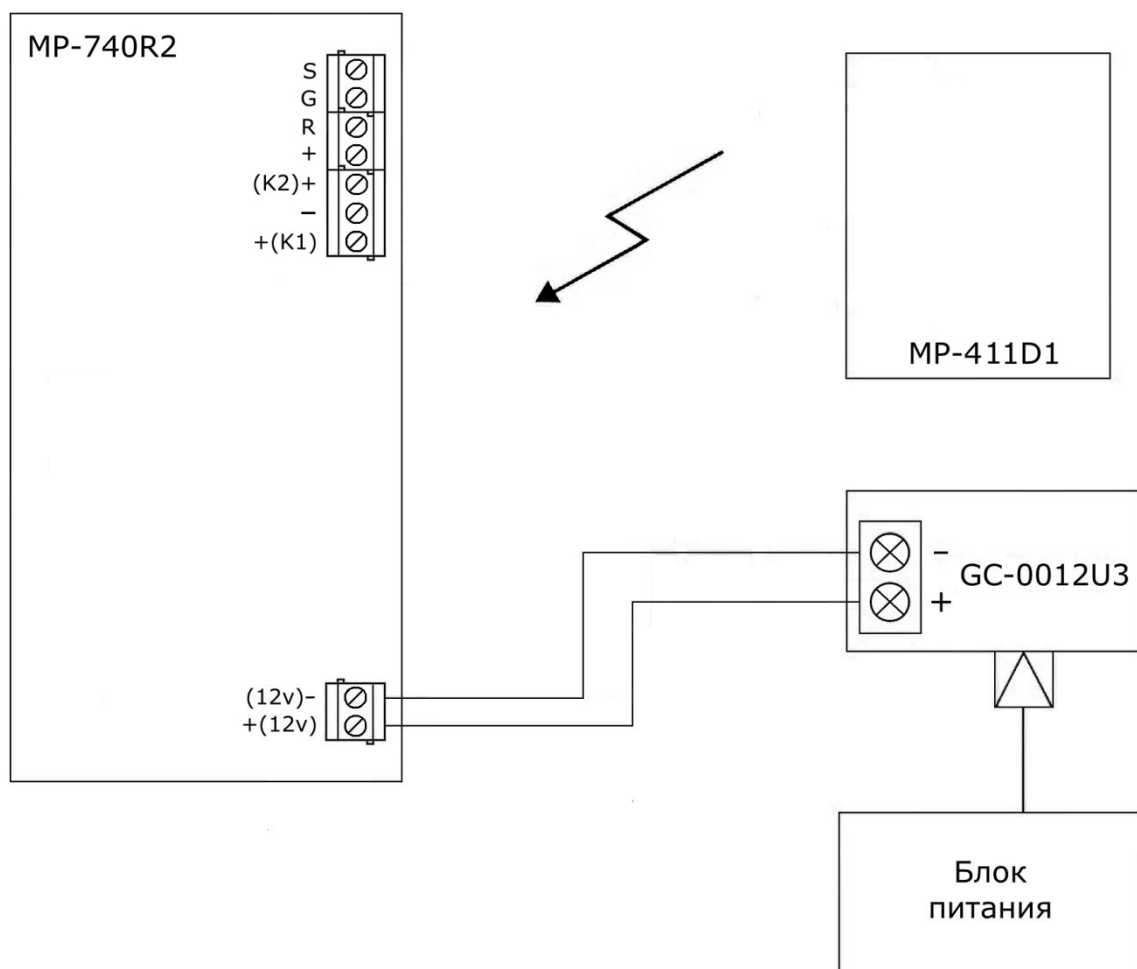 MP-740R2
S
G
R
+
(K2)+
−
+(K1)
MP-411D1
−
GC-0012U3
+
(12v)-
+(12v)
Блок
питания